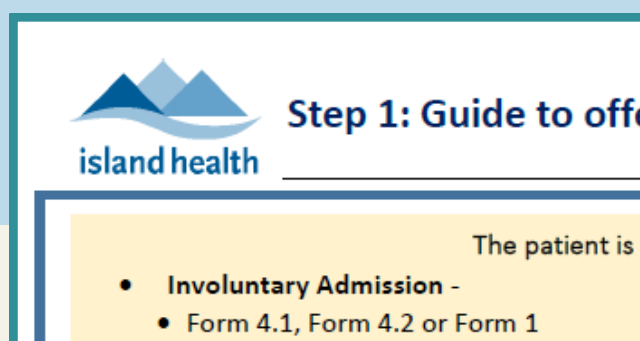 Step 1: Guide to
island health
The patient is
• Involuntary Admission -
• Form 4.1, Form 4.2 or Form 1